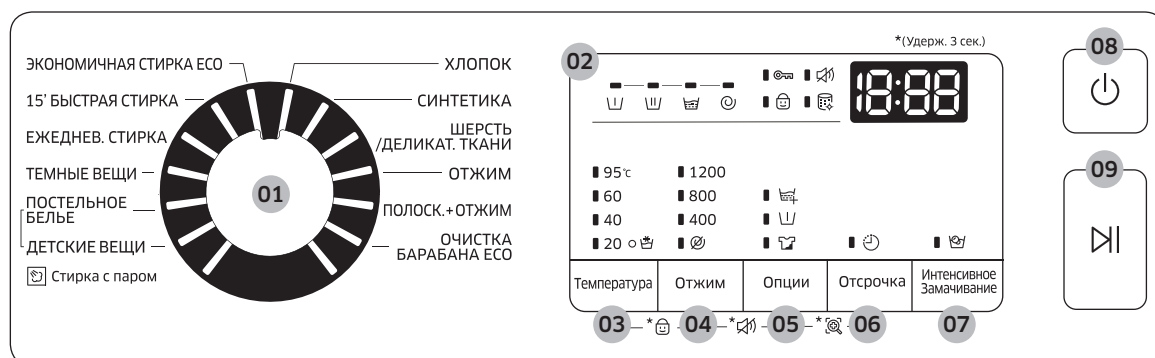 ЭКОНОМИЧНАЯ СТИРКА ECO
15' БЫСТРАЯ СТИРКА
ЕЖЕДНЕВ. СТИРКА
ТЕМНЫЕ ВЕЩИ
ПОСТЕЛЬНОЕ
БЕЛЬЕ
ДЕТСКИЕ ВЕЩИ
Стирка с паром
01
ХЛОПОК
СИНТЕТИКА
ШЕРСТЬ
/ДЕЛИКАТ. ТКАНИ
ОТЖИМ
ПОЛОСК.+ОТЖИМ
ОЧИСТКА
БАРАБАНА ECO
*(Удерж. 3 сек.)
02
18:88
95℃ 1200
60 800
40 400
20
Температура
Отжим
Опции
Отсрочка
Интенсивное
Замачивание
03 * 04 * 05 * 06 07
08
09